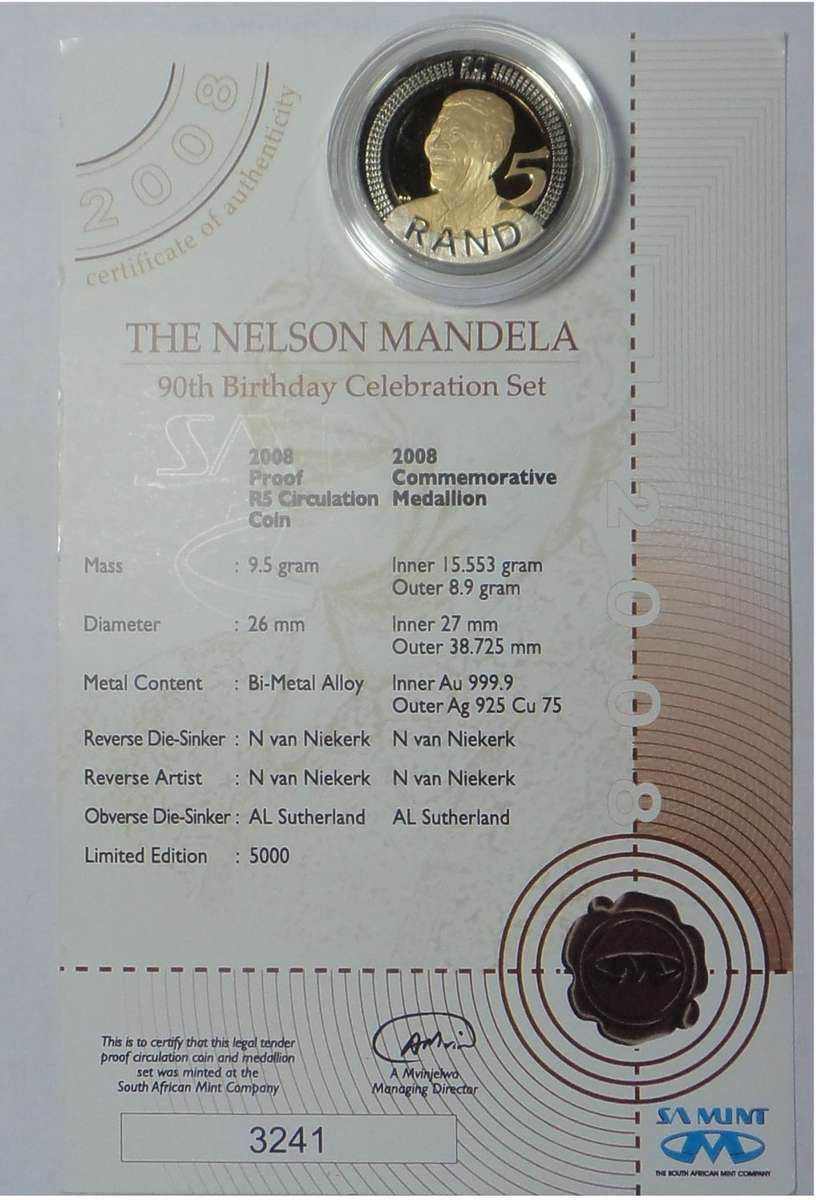 2008
certificate of authenticity
90
YEARS
5
RAND
THE NELSON MANDELA
90th Birthday Celebration Set
SA MINT
2008 2008
Proof Commemorative
R5 Circulation Medallion
Coin
Mass : 9.5 gram Inner 15.553 gram
Outer 8.9 gram
Diameter : 26 mm Inner 27 mm
Outer 38.725 mm
Metal Content : Bi-Metal Alloy Inner Au 999.9
Outer Ag 925 Cu 75
Reverse Die-Sinker : N van Niekerk N van Niekerk
Reverse Artist : N van Niekerk N van Niekerk
Obverse Die-Sinker : AL Sutherland AL Sutherland
Limited Edition : 5000
2008
This is to certify that this legal tender
proof circulation coin and medallion
set was minted at the
South African Mint Company
A Mvinjelwa
Managing Director
3241
SA MINT
THE SOUTH AFRICAN MINT COMPANY